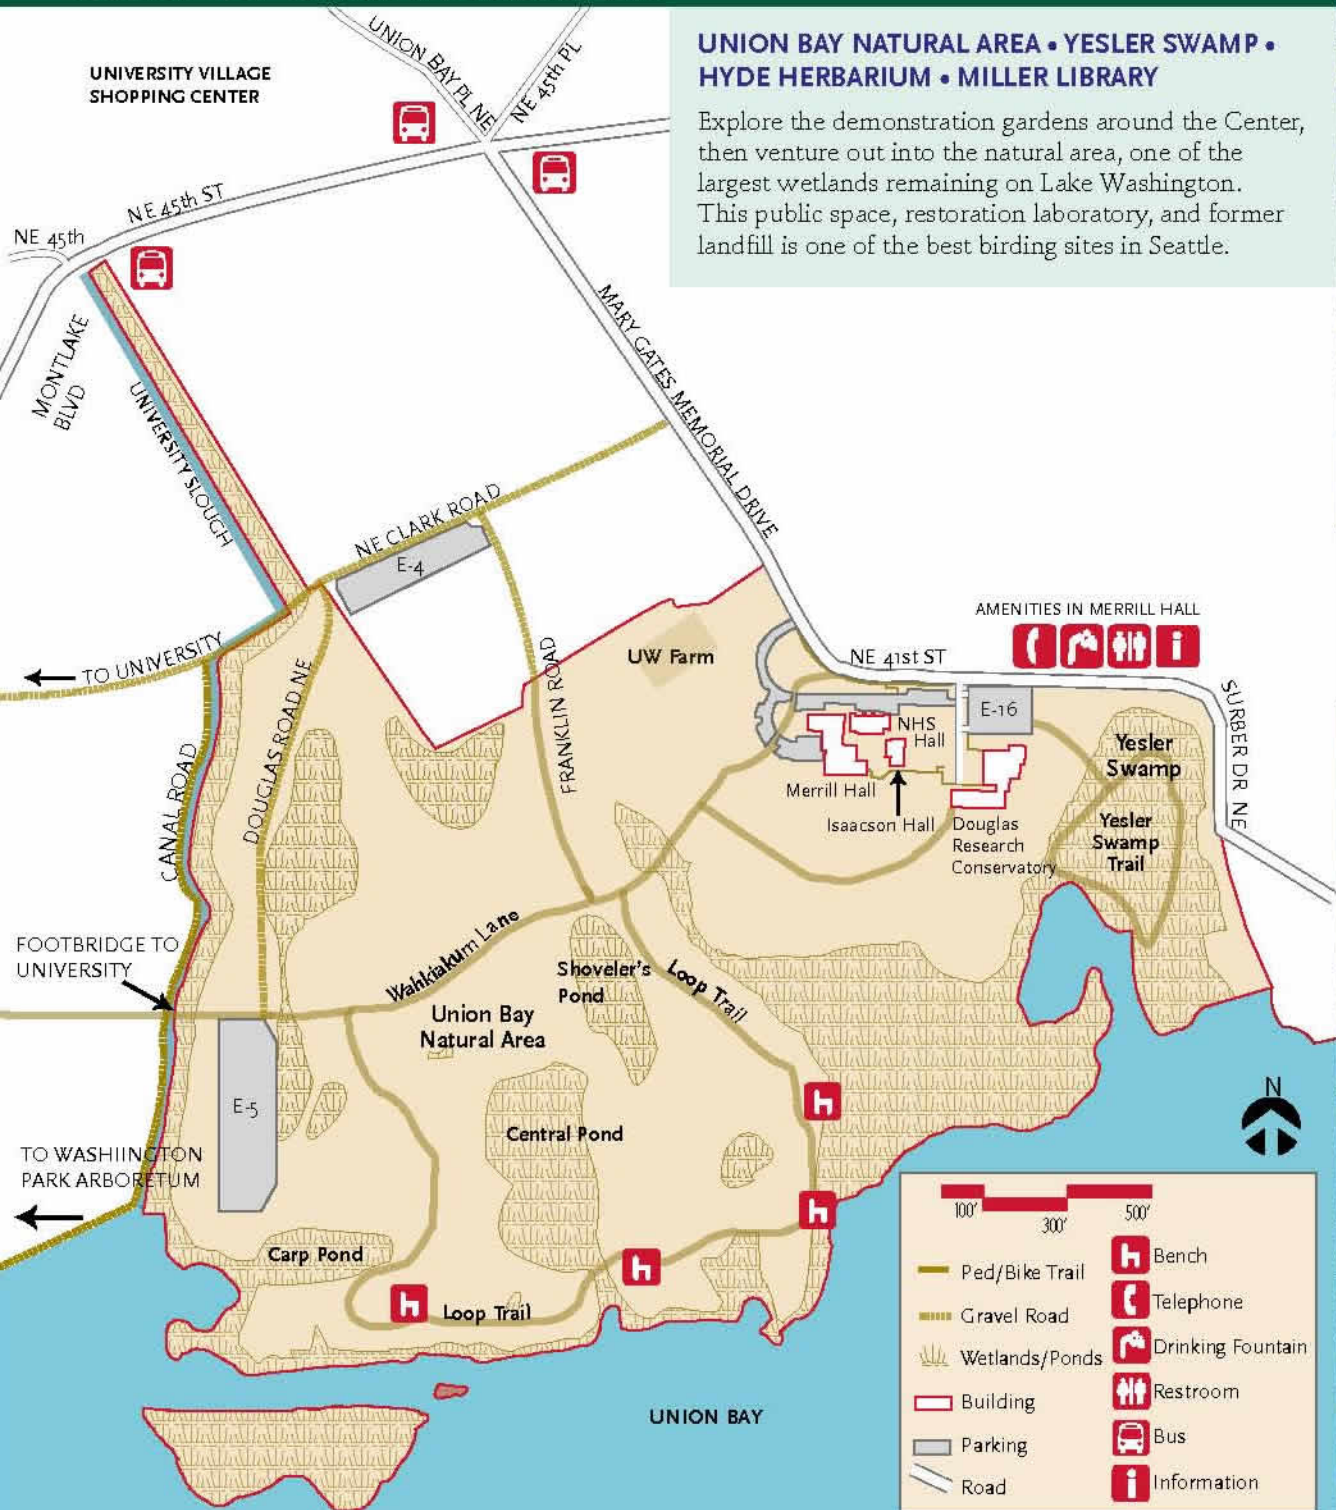 UNION BAY NATURAL AREA • YESLER SWAMP •
HYDE HERBARIUM • MILLER LIBRARY
Explore the demonstration gardens around the Center,
then venture out into the natural area, one of the
largest wetlands remaining on Lake Washington.
This public space, restoration laboratory, and former
landfill is one of the best birding sites in Seattle.
UNIVERSITY VILLAGE
SHOPPING CENTER
UNION BAY PL NE
NE 45th PL
NE 45th ST
NE 45th
MONTLAKE
BLVD
UNIVERSITY SLOUGH
MARY GATES MEMORIAL DRIVE
NE CLARK ROAD
E-4
TO UNIVERSITY
DOUGLAS ROAD NE
CANAL ROAD
FRANKLIN ROAD
UW Farm
NE 41st ST
AMENITIES IN MERRILL HALL
i
SURBER DR NE
E-16
NHS
Hall
Merrill Hall
Isaacson Hall
Douglas
Research
Conservatory
Yesler
Swamp
Yesler
Swamp
Trail
FOOTBRIDGE TO
UNIVERSITY
Wahkiakum Lane
Shoveler's
Pond
Loop Trail
Union Bay
Natural Area
E-5
Central Pond
TO WASHIINGTON
PARK ARBORETUM
Carp Pond
Loop Trail
UNION BAY
N
100'
300'
500'
Ped/Bike Trail
Gravel Road
Wetlands/Ponds
Building
Parking
Road
Bench
Telephone
Drinking Fountain
Restroom
Bus
i Information